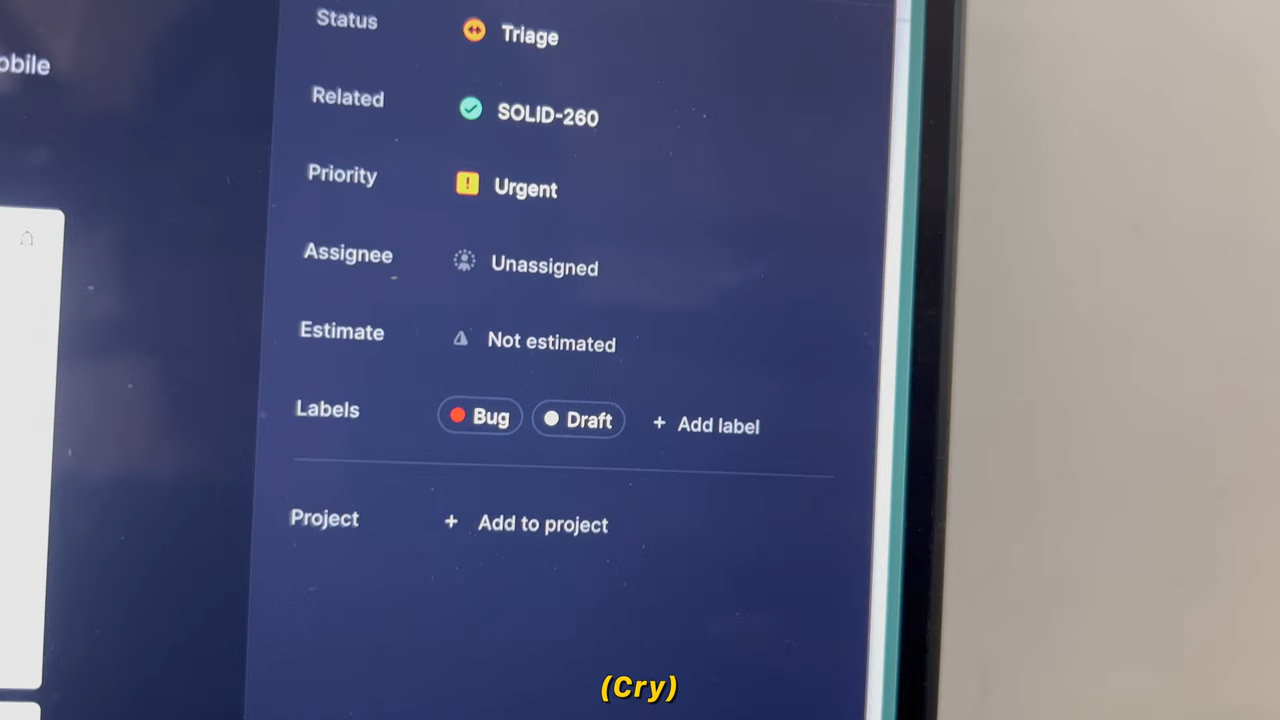 Status Triage
obile
Related SOLID-260
Priority Urgent
Assignee Unassigned
Estimate Not estimated
Labels Bug Draft + Add label
Project + Add to project
(Cry)